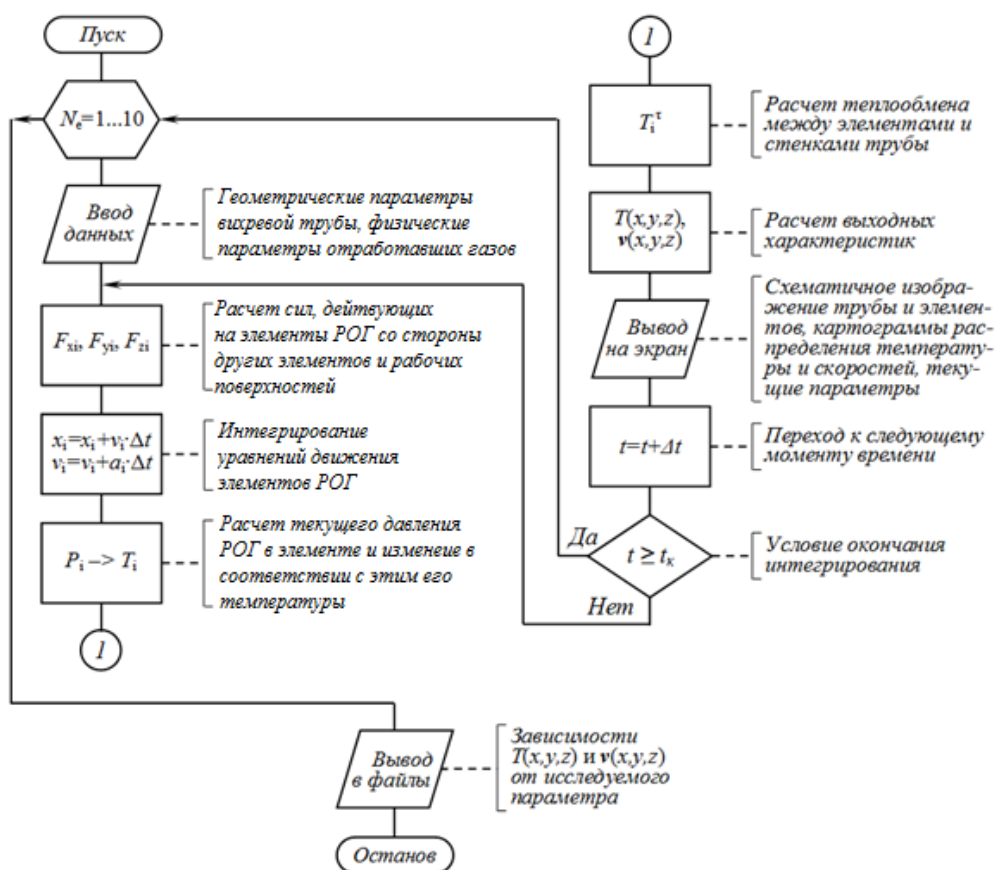 Пуск
Nе=1...10
Ввод
данных
Геометрические параметры
вихревой трубы, физические
параметры отработавших газов
Fxi, Fyi, Fzi
Расчет сил, дейтвующих
на элементы РОГ со стороны
других элементов и рабочих
поверхностей
xi=xi+vi·Δt
vi=vi+ai·Δt
Интегрирование
уравнений движения
элементов РОГ
Pi –> Ti
Расчет текущего давления
РОГ в элементе и изменеие в
соответствии с этим его
температуры
1
1
Tiτ
Расчет теплообмена
между элементами и
стенками трубы
T(x,y,z),
v(x,y,z)
Расчет выходных
характеристик
Вывод
на экран
Схематичное изобра-
жение трубы и элемен-
тов, картограммы рас-
пределения температу-
ры и скоростей, теку-
щие параметры
t=t+Δt
Переход к следующему
моменту времени
Да
t ≥ tк
Условие окончания
интегрирования
Нет
Вывод
в файлы
Зависимости
T(x,y,z) и v(x,y,z)
от исследуемого
параметра
Останов